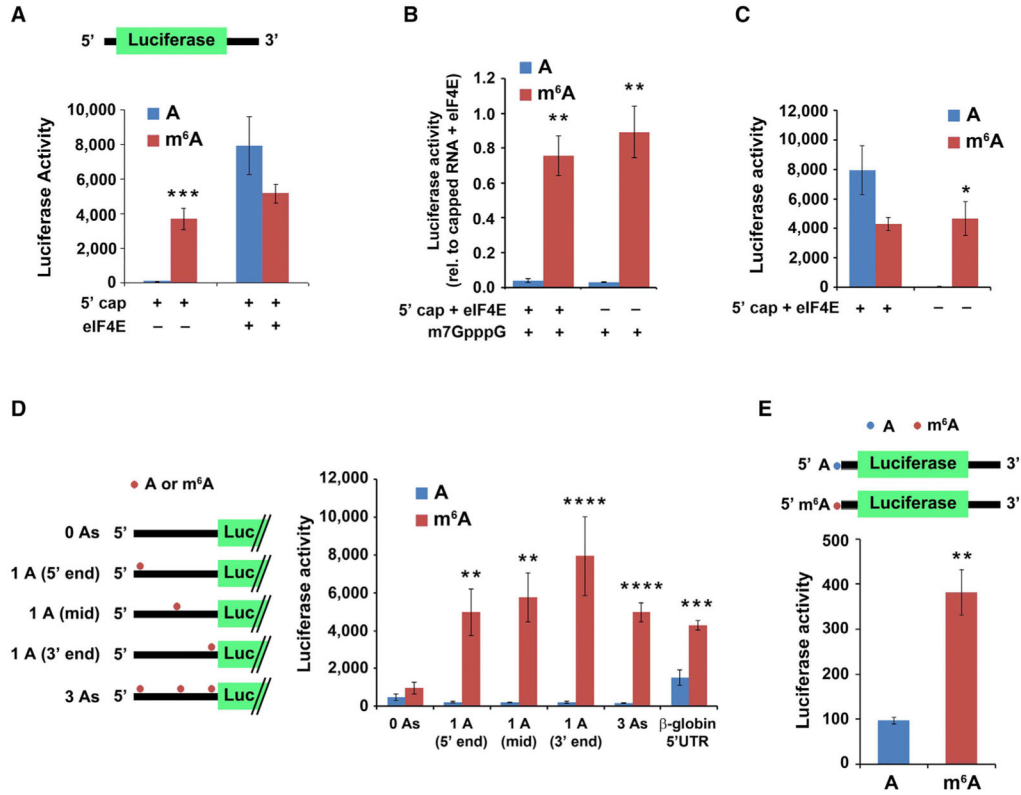 A
5’ Luciferase 3’
Luciferase Activity
10,000
8,000
6,000
4,000
2,000
0
A
m⁶A
***
5’ cap + + + +
eIF4E – – + +
B
Luciferase activity
(rel. to capped RNA + eIF4E)
1.2
1.0
0.8
0.6
0.4
0.2
0
A
m⁶A
**
**
5’ cap + eIF4E + + – –
m7GpppG + + + +
C
Luciferase activity
12,000
10,000
8,000
6,000
4,000
2,000
0
A
m⁶A
*
5’ cap + eIF4E + + – –
D
A or m⁶A
0 As 5’ Luc
1 A (5’ end) 5’ Luc
1 A (mid) 5’ Luc
1 A (3’ end) 5’ Luc
3 As 5’ Luc
Luciferase activity
12,000
10,000
8,000
6,000
4,000
2,000
0
A
m⁶A
** ** **** **** ***
0 As 1 A 1 A 1 A 3 As β-globin
(5’ end) (mid) (3’ end) 5’UTR
E
A m⁶A
5’ A Luciferase 3’
5’ m⁶A Luciferase 3’
Luciferase activity
500
400
300
200
100
0
**
A m⁶A